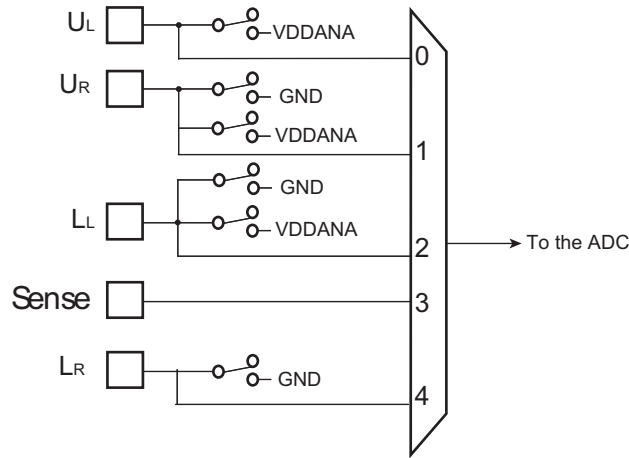 UL
VDDANA
0
UR
GND
VDDANA
1
GND
LL
VDDANA
2
To the ADC
Sense
3
LR
GND
4